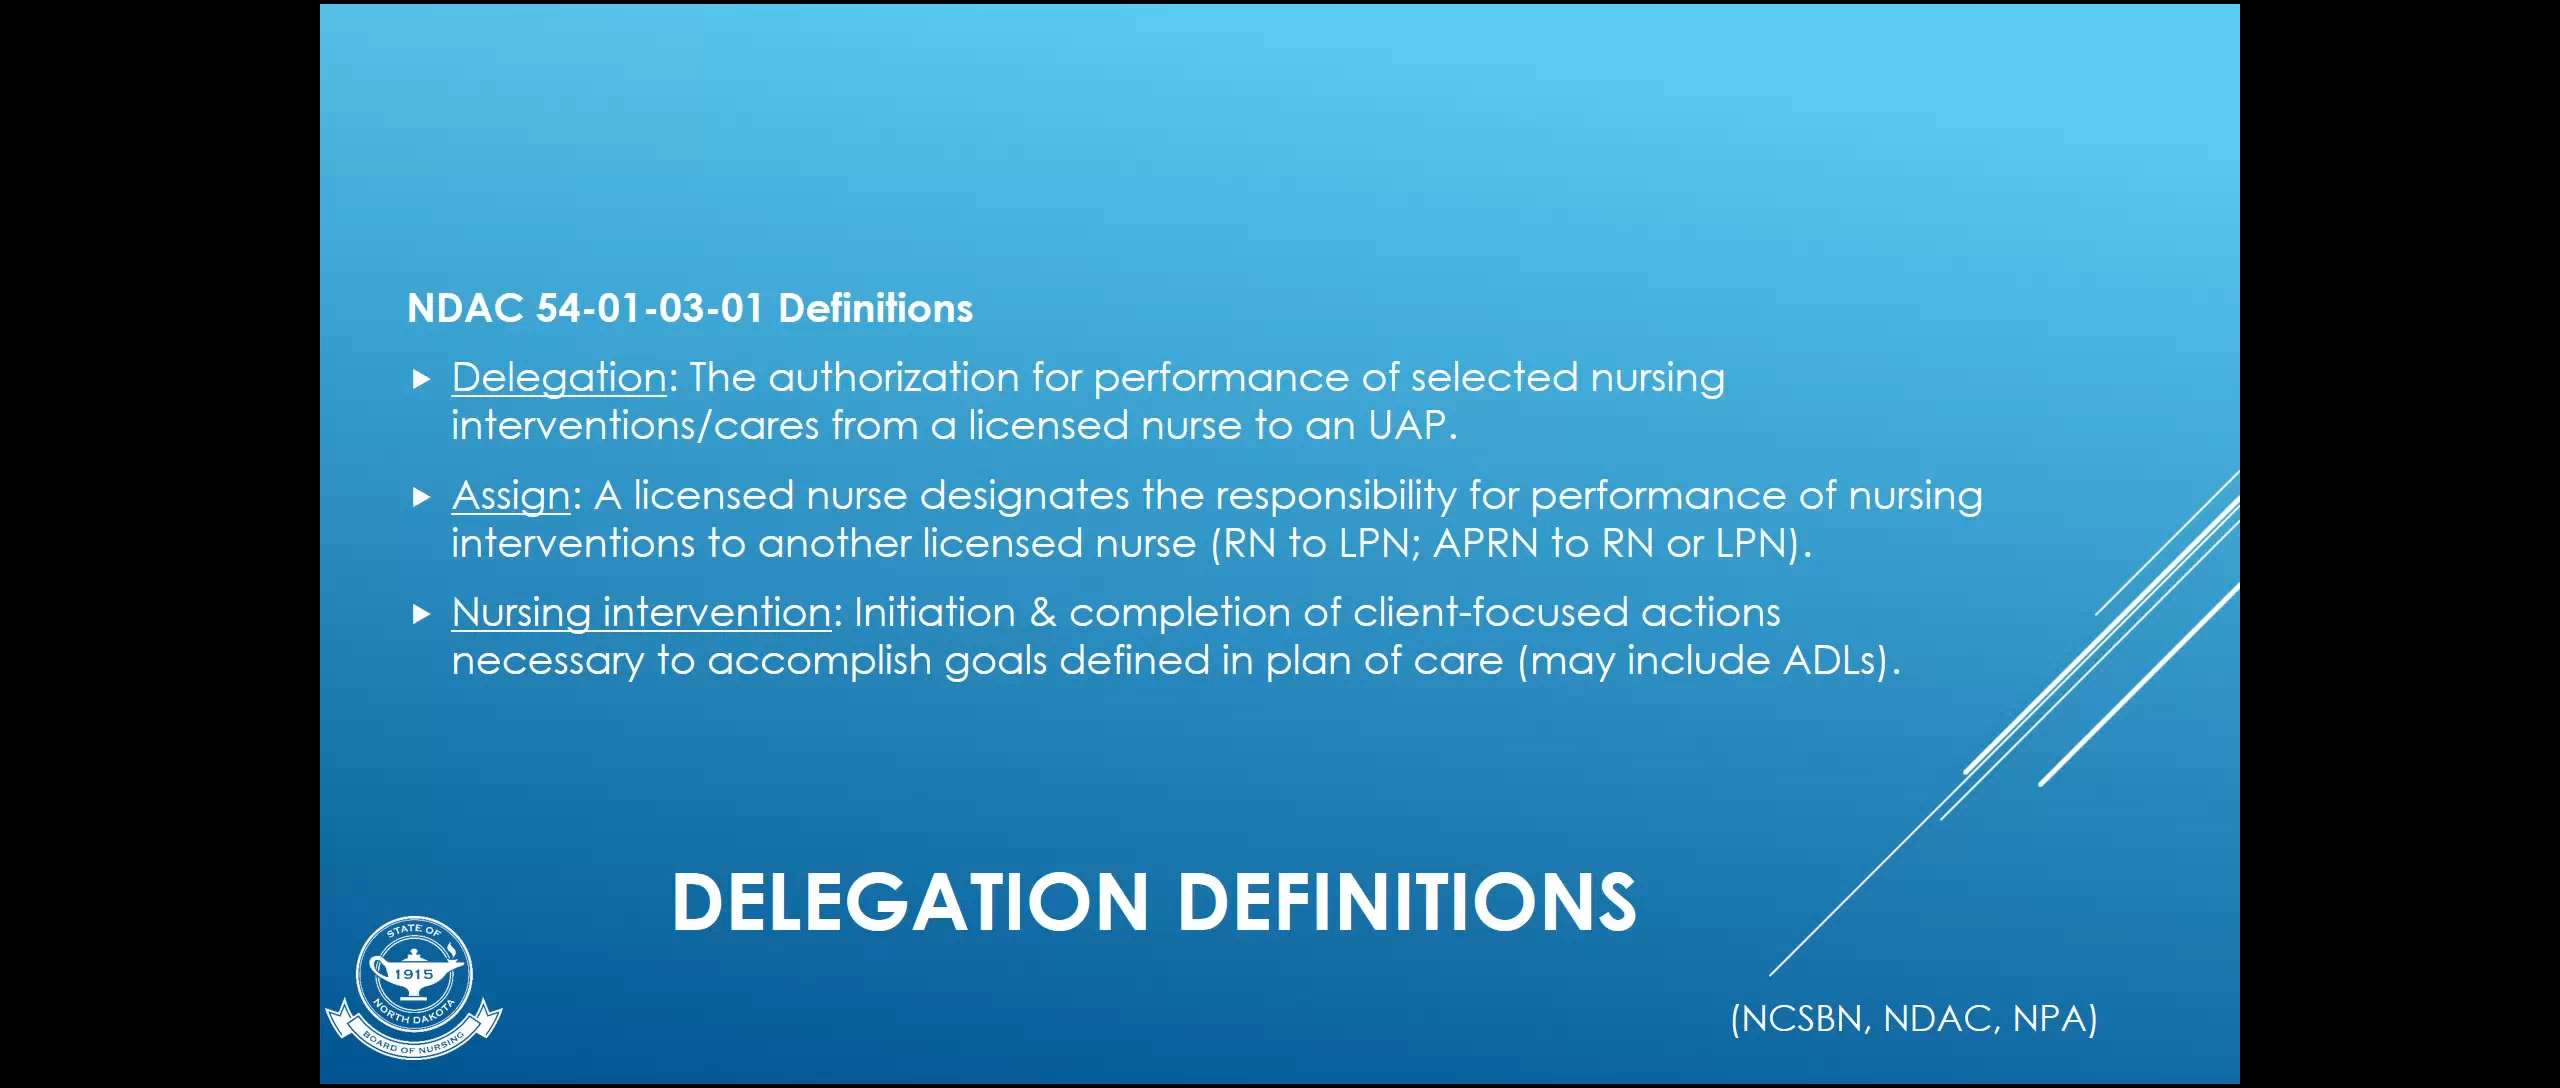 NDAC 54-01-03-01 Definitions
Delegation: The authorization for performance of selected nursing
interventions/cares from a licensed nurse to an UAP.
Assign: A licensed nurse designates the responsibility for performance of nursing
interventions to another licensed nurse (RN to LPN; APRN to RN or LPN).
Nursing intervention: Initiation & completion of client-focused actions
necessary to accomplish goals defined in plan of care (may include ADLs).
DELEGATION DEFINITIONS
STATE OF
1915
NORTH DAKOTA
BOARD OF NURSING
(NCSBN, NDAC, NPA)